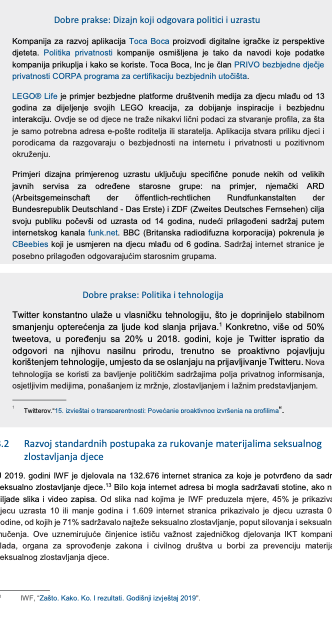 Dobre prakse: Dizajn koji odgovara politici i uzrastu
Kompanija za razvoj aplikacija Toca Boca proizvodi digitalne igračke iz perspektive
djeteta. Politika privatnosti kompanije osmišljena je tako da navodi koje podatke
kompanija prikuplja i kako se koriste. Toca Boca, Inc je član PRIVO bezbjedne dječje
privatnosti CORPA programa za certifikaciju bezbjednih utočišta.
LEGO® Life je primjer bezbjedne platforme društvenih medija za djecu mlađu od 13
godina za dijeljenje svojih LEGO kreacija, za dobijanje inspiracije i bezbjednu
interakciju. Ovdje se od djece ne traže nikakvi lični podaci za stvaranje profila, za šta
je samo potrebna adresa e-pošte roditelja ili staratelja. Aplikacija stvara priliku djeci i
porodicama da razgovaraju o bezbjednosti na internetu i privatnosti u pozitivnom
okruženju.
Primjeri dizajna primjerenog uzrastu uključuju specifične ponude nekih od velikih
javnih servisa za određene starosne grupe: na primjer, njemački ARD
(Arbeitsgemeinschaft der öffentlich-rechtlichen Rundfunkanstalten der
Bundesrepublik Deutschland - Das Erste) i ZDF (Zweites Deutsches Fernsehen) cilja
svoju publiku počevši od uzrasta od 14 godina, nudeći prilagođeni sadržaj putem
internetskog kanala funk.net. BBC (Britanska radiodifuzna korporacija) pokrenula je
CBeebies koji je usmjeren na djecu mlađu od 6 godina. Sadržaj internet stranice je
posebno prilagođen odgovarajućim starosnim grupama.
Dobre prakse: Politika i tehnologija
Twitter konstantno ulaže u vlasničku tehnologiju, što je doprinijelo stabilnom
smanjenju opterećenja za ljude kod slanja prijava.¹ Konkretno, više od 50%
tweetova, u poređenju sa 20% u 2018. godini, koje je Twitter ispratio da
odgovori na njihovu nasilnu prirodu, trenutno se proaktivno pojavljuju
korištenjem tehnologije, umjesto da se oslanjaju na prijavljivanje Twitteru. Nova
tehnologija se koristi za bavljenje političkim sadržajima polja privatnog informisanja,
osjetljivim medijima, ponašanjem iz mržnje, zlostavljanjem i lažnim predstavljanjem.
¹ Twitterov."15. izvještai o transparentnosti: Povećanje proaktivnog izvršenia na profilima".
3.2 Razvoj standardnih postupaka za rukovanje materijalima seksualnog
zlostavljanja djece
U 2019. godini IWF je djelovala na 132.676 internet stranica za koje je potvrđeno da sadr
seksualno zlostavljanje djece.¹³ Bilo koja internet adresa bi mogla sadržavati stotine, ako n
hiljade slika i video zapisa. Od slika nad kojima je IWF preduzela mjere, 45% je prikaziva
djecu uzrasta 10 ili manje godina i 1.609 internet stranica prikazivalo je djecu uzrasta 0
godine, od kojih je 71% sadržavalo najteže seksualno zlostavljanje, poput silovanja i seksualn
mučenja. Ove uznemirujuće činjenice ističu važnost zajedničkog djelovanja IKT kompani
vlada, organa za sprovođenje zakona i civilnog društva u borbi za prevenciju materija
seksualnog zlostavljanja djece.
IWF, "Zašto. Kako. Ko. I rezultati. Godišnji izvještaj 2019".